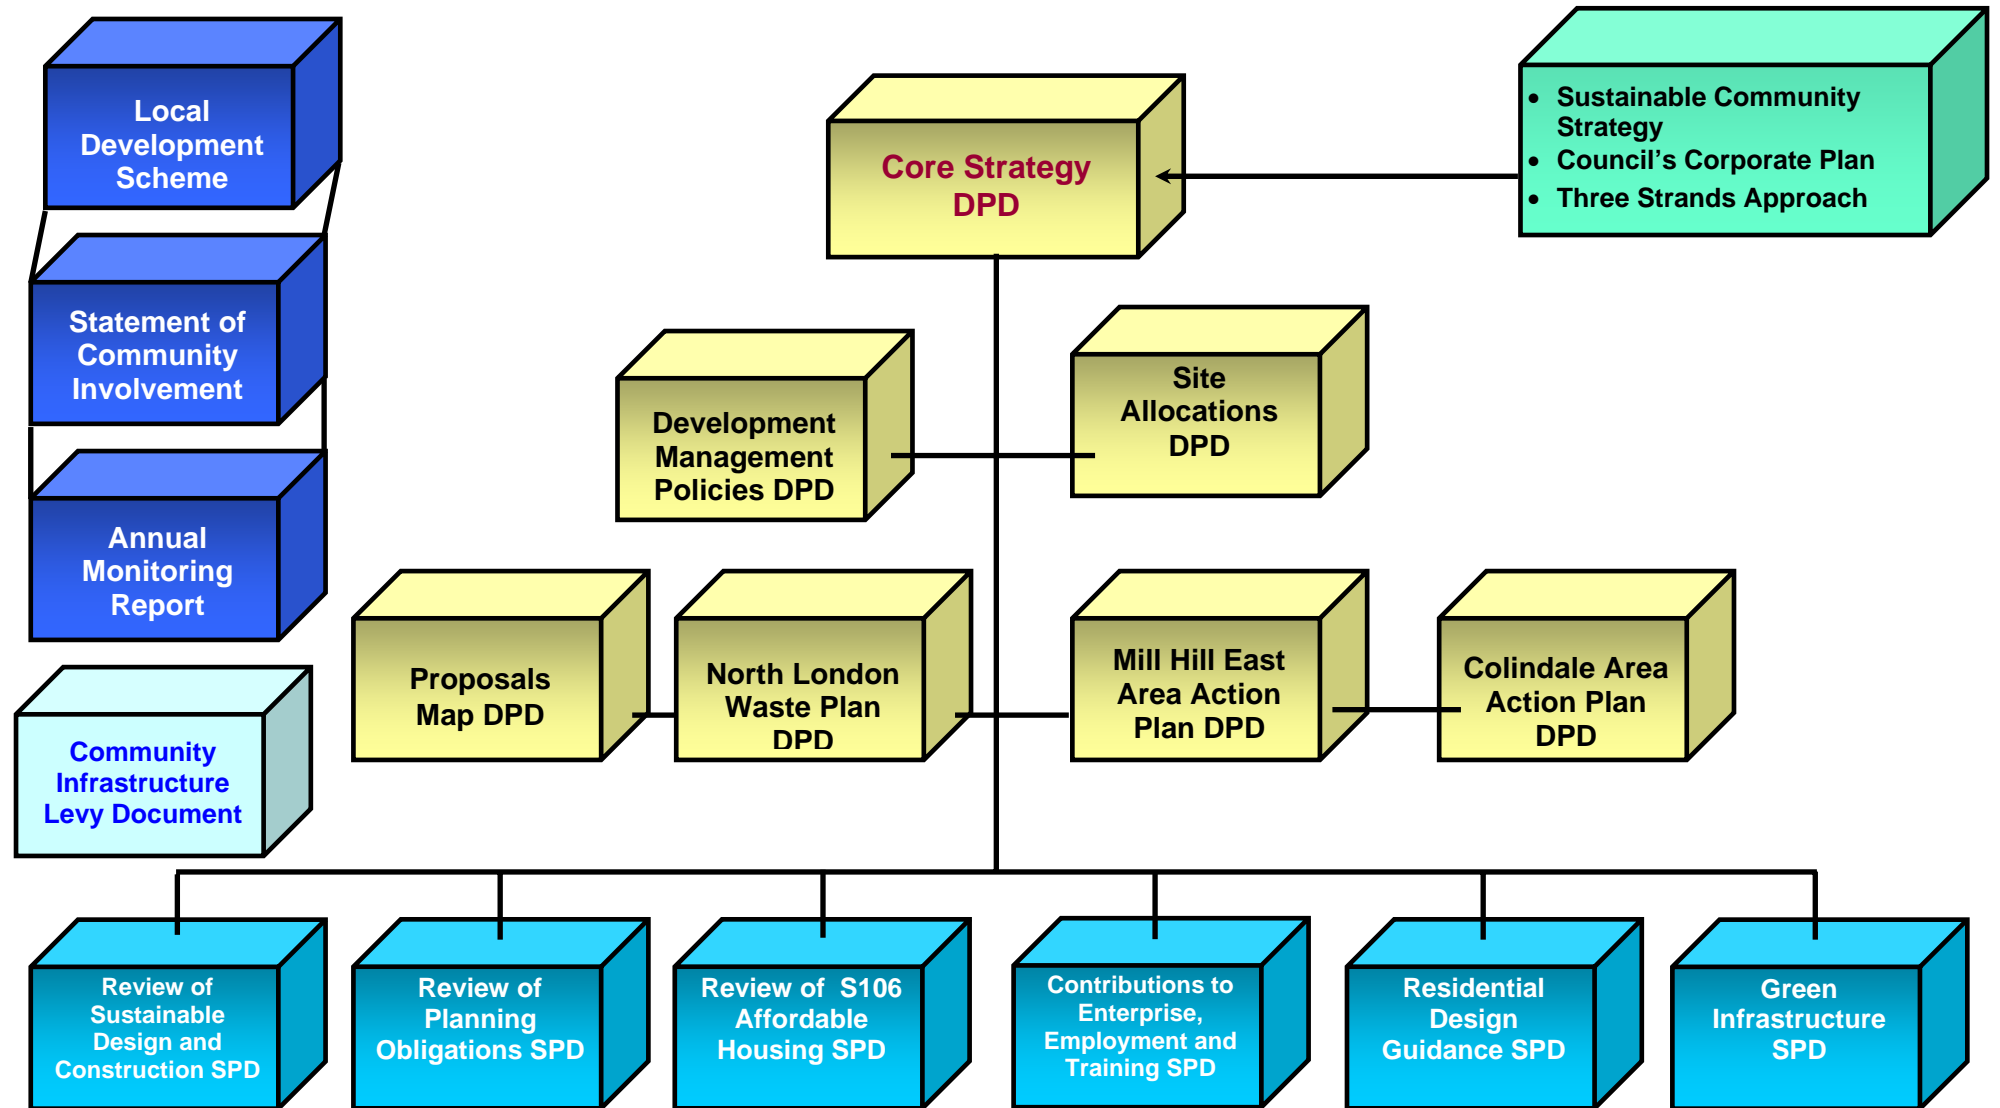 Local
Development
Scheme
Statement of
Community
Involvement
Annual
Monitoring
Report
Community
Infrastructure
Levy Document
Core Strategy
DPD
• Sustainable Community
Strategy
• Council’s Corporate Plan
• Three Strands Approach
Development
Management
Policies DPD
Site
Allocations
DPD
Proposals
Map DPD
North London
Waste Plan
DPD
Mill Hill East
Area Action
Plan DPD
Colindale Area
Action Plan
DPD
Review of
Sustainable
Design and
Construction SPD
Review of
Planning
Obligations SPD
Review of  S106
Affordable
Housing SPD
Contributions to
Enterprise,
Employment and
Training SPD
Residential
Design
Guidance SPD
Green
Infrastructure
SPD